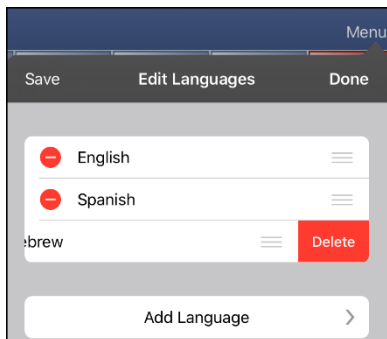 Menu
Save Edit Languages Done
English
Spanish
ebrew Delete
Add Language